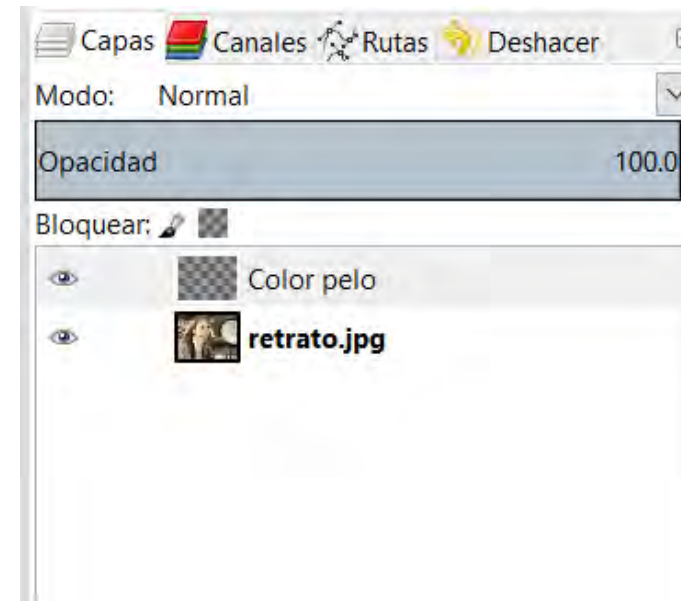 Capas Canales Rutas Deshacer
Modo: Normal
Opacidad 100.0
Bloquear:
Color pelo
retrato.jpg